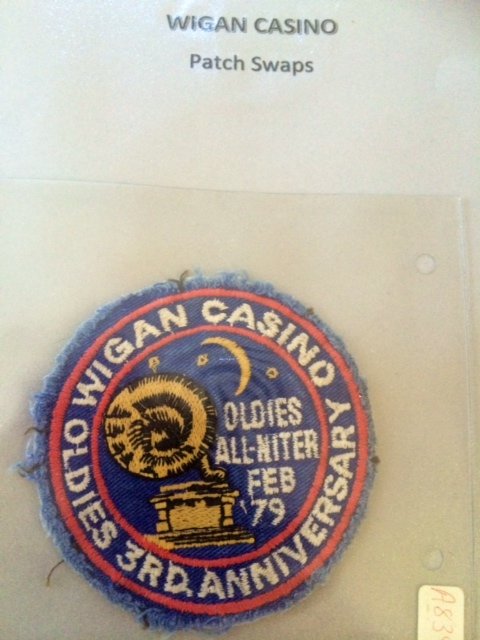 WIGAN CASINO
Patch Swaps
WIGAN CASINO
OLDIES 3RD. ANNIVERSARY
OLDIES
ALL-NITER
FEB
'79
A83